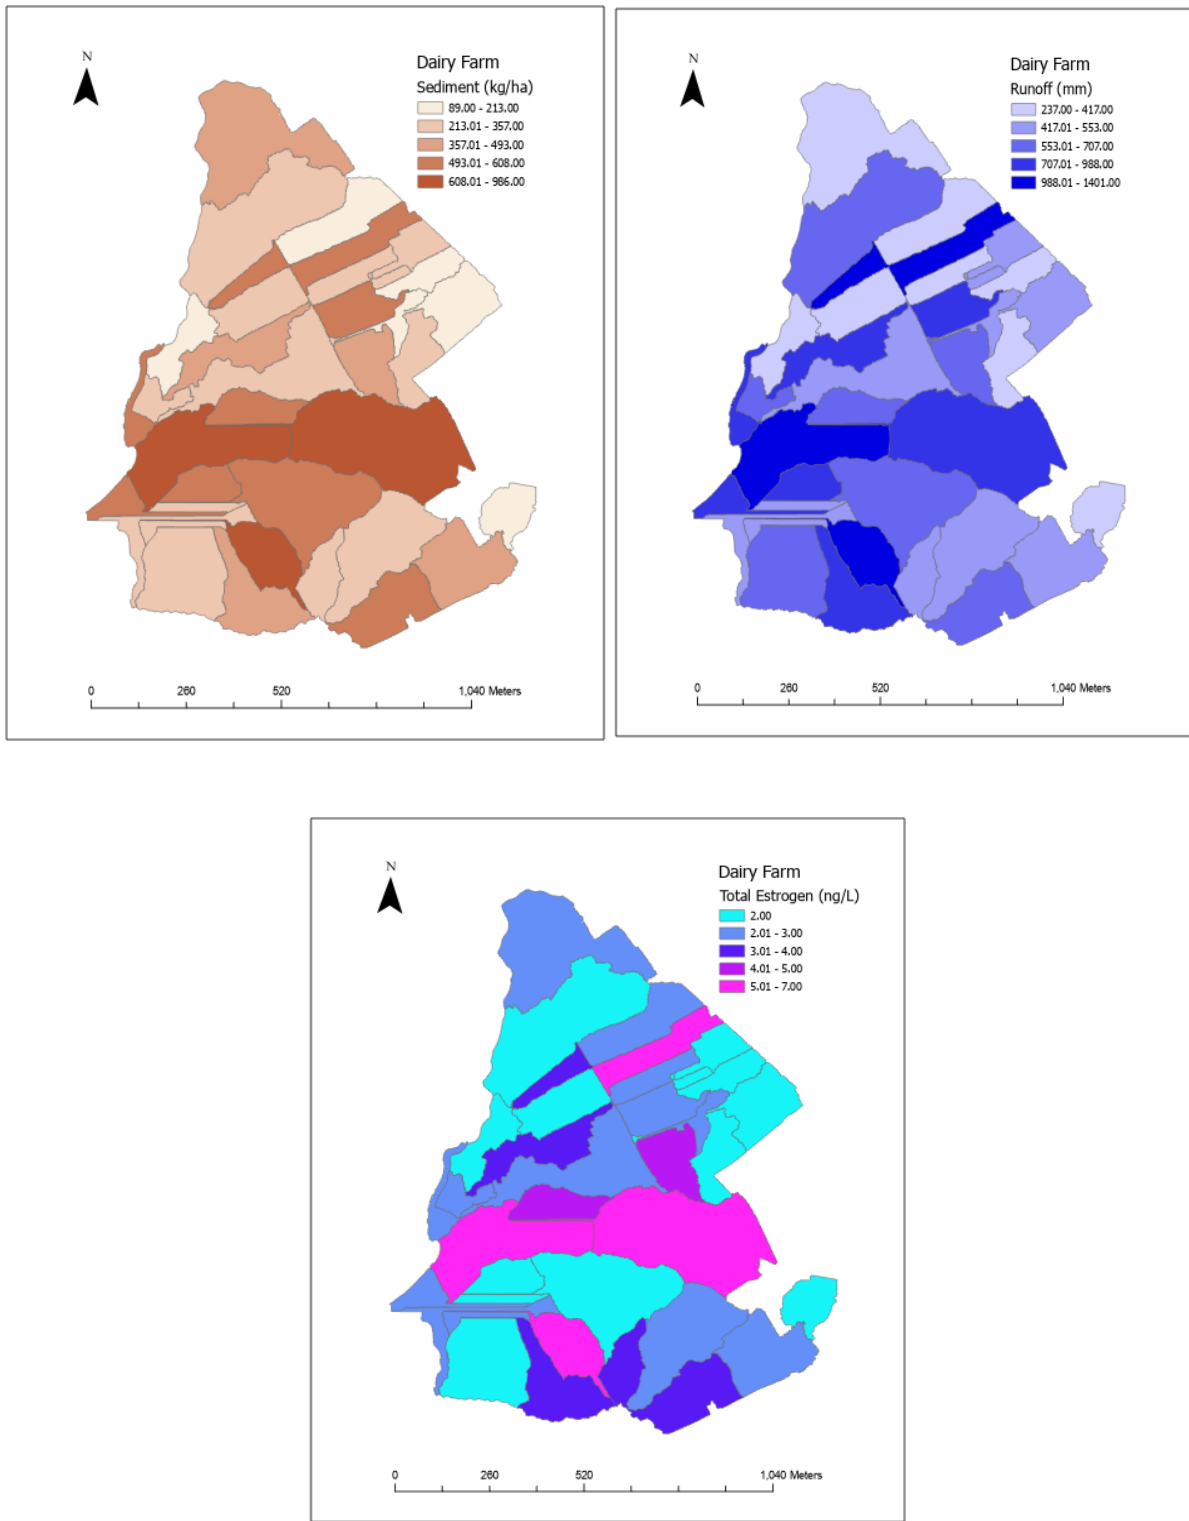 N
Dairy Farm
Sediment (kg/ha)
89.00 - 213.00
213.01 - 357.00
357.01 - 493.00
493.01 - 608.00
608.01 - 986.00
0 260 520 1,040 Meters
N
Dairy Farm
Runoff (mm)
237.00 - 417.00
417.01 - 553.00
553.01 - 707.00
707.01 - 988.00
988.01 - 1401.00
0 260 520 1,040 Meters
N
Dairy Farm
Total Estrogen (ng/L)
2.00
2.01 - 3.00
3.01 - 4.00
4.01 - 5.00
5.01 - 7.00
0 260 520 1,040 Meters